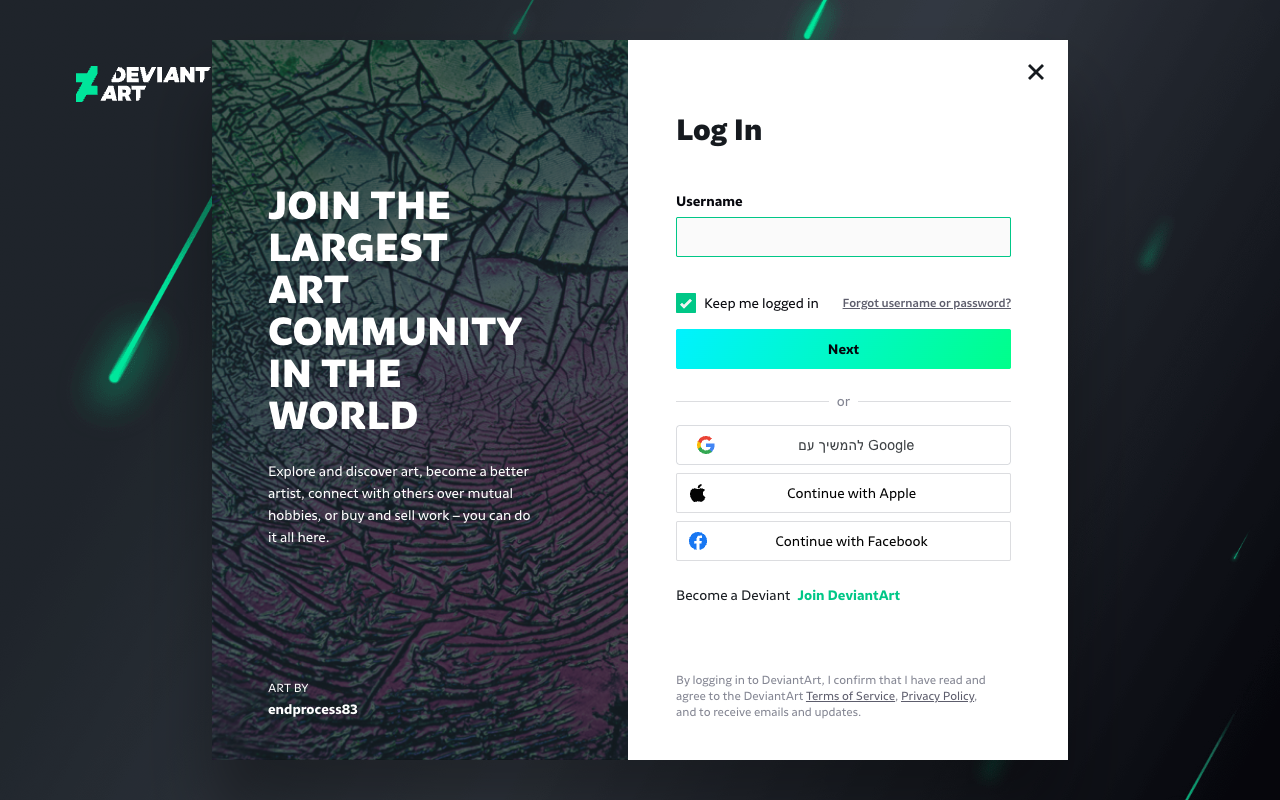 DEVIANT
ART
JOIN THE
LARGEST
ART
COMMUNITY
IN THE
WORLD
Explore and discover art, become a better
artist, connect with others over mutual
hobbies, or buy and sell work – you can do
it all here.
ART BY
endprocess83
Log In
Username
Keep me logged in
Forgot username or password?
Next
or
להמשיך עם Google
Continue with Apple
Continue with Facebook
Become a Deviant Join DeviantArt
By logging in to DeviantArt, I confirm that I have read and
agree to the DeviantArt Terms of Service, Privacy Policy,
and to receive emails and updates.